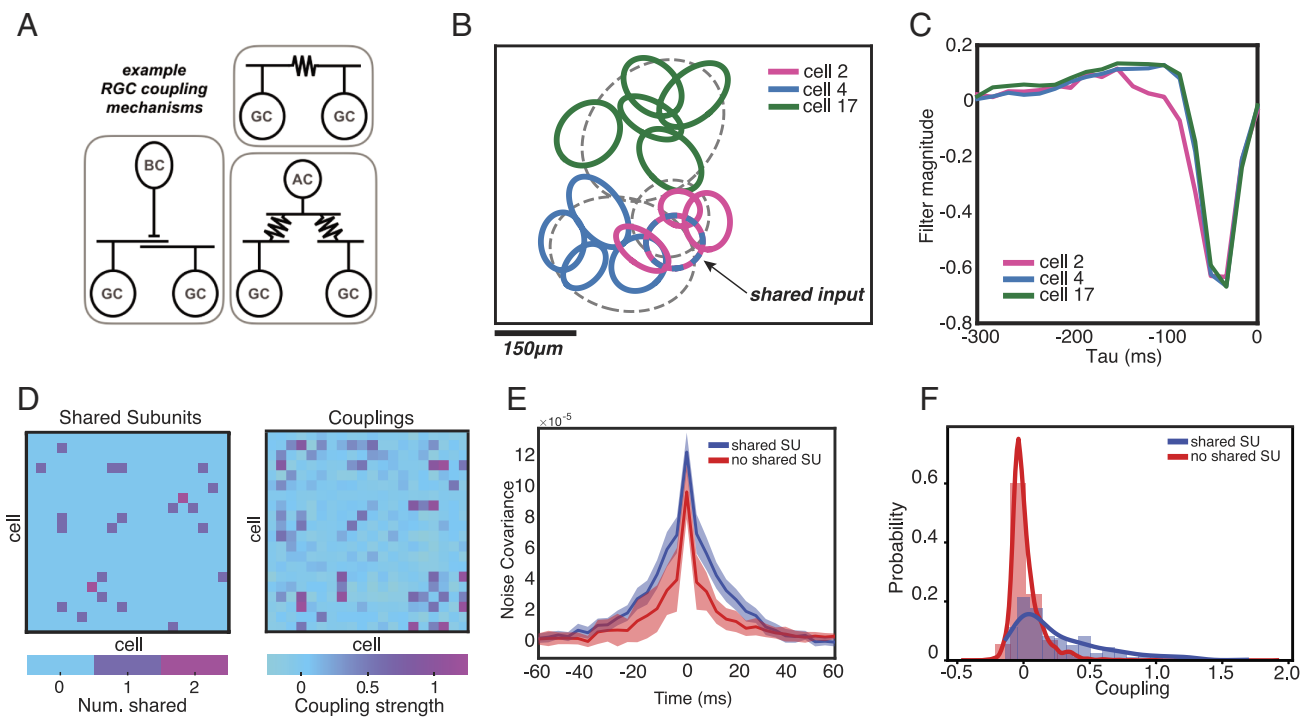 A
example
RGC coupling
mechanisms
GC GC
BC
GC GC
AC
GC GC
B
cell 2
cell 4
cell 17
shared input
150μm
C
Filter magnitude
0.2
0
-0.2
-0.4
-0.6
-0.8
cell 2
cell 4
cell 17
-300 -200 -100 0
Tau (ms)
D
Shared Subunits
cell
cell
0 1 2
Num. shared
Couplings
cell
cell
0 0.5 1
Coupling strength
E
×10⁻⁵
shared SU
no shared SU
Noise Covariance
12
10
8
6
4
2
0
-60 -40 -20 0 20 40 60
Time (ms)
F
shared SU
no shared SU
Probability
0.6
0.4
0.2
0
-0.5 0 0.5 1.0 1.5 2.0
Coupling